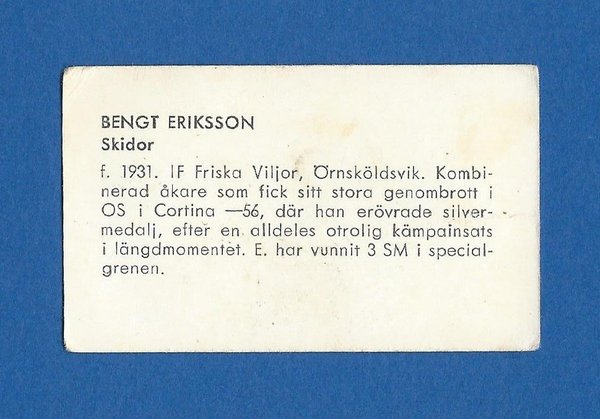 BENGT ERIKSSON
Skidor
f. 1931. IF Friska Viljor, Örnsköldsvik. Kombi-
nerad åkare som fick sitt stora genombrott i
OS i Cortina —56, där han erövrade silver-
medalj, efter en alldeles otrolig kämpainsats
i längdmomentet. E. har vunnit 3 SM i special-
grenen.